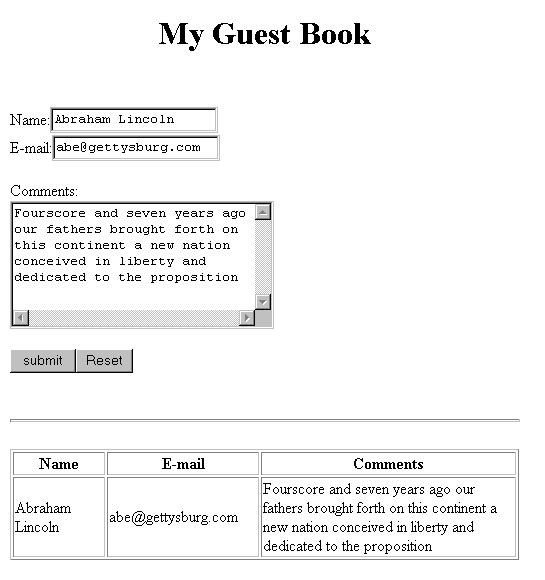 My Guest Book
Name: Abraham Lincoln
E-mail: abe@gettysburg.com
Comments:
Fourscore and seven years ago
our fathers brought forth on
this continent a new nation
conceived in liberty and
dedicated to the proposition
submit Reset
Name E-mail Comments
Abraham
Lincoln
abe@gettysburg.com
Fourscore and seven years ago our
fathers brought forth on this continent a
new nation conceived in liberty and
dedicated to the proposition